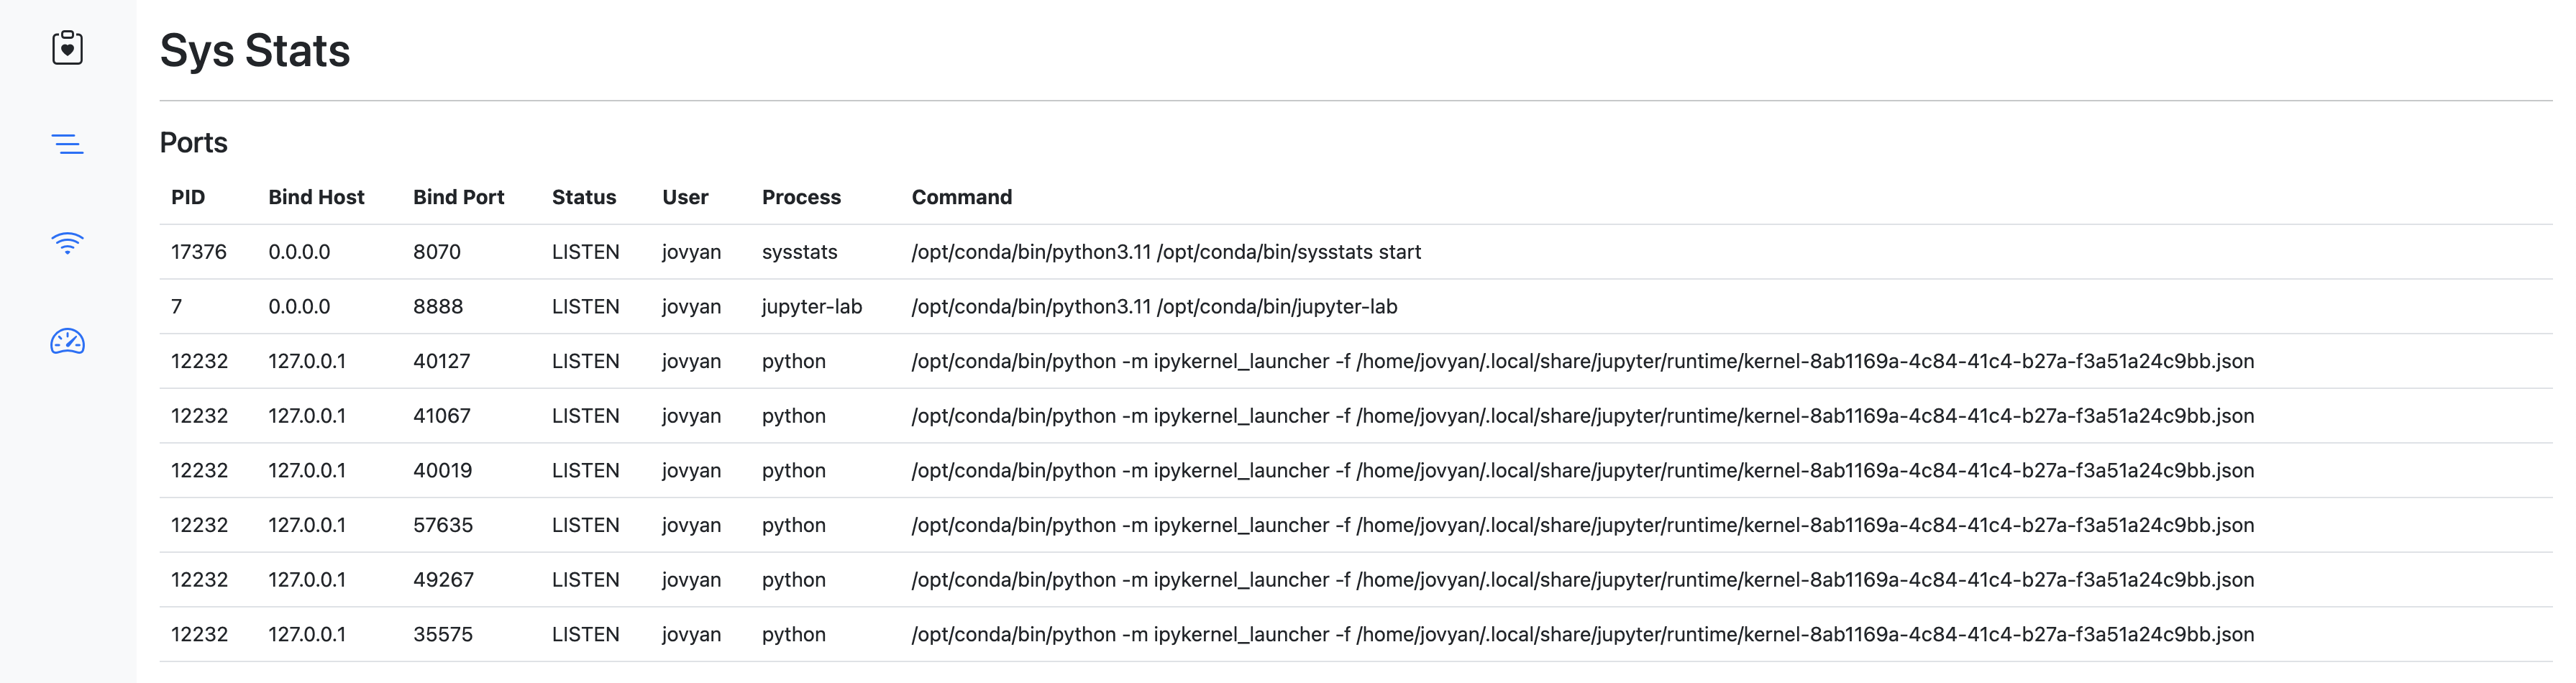 Sys Stats
Ports
PID Bind Host Bind Port Status User Process Command
17376 0.0.0.0 8070 LISTEN jovyan sysstats /opt/conda/bin/python3.11 /opt/conda/bin/sysstats start
7 0.0.0.0 8888 LISTEN jovyan jupyter-lab /opt/conda/bin/python3.11 /opt/conda/bin/jupyter-lab
12232 127.0.0.1 40127 LISTEN jovyan python /opt/conda/bin/python -m ipykernel_launcher -f /home/jovyan/.local/share/jupyter/runtime/kernel-8ab1169a-4c84-41c4-b27a-f3a51a24c9bb.json
12232 127.0.0.1 41067 LISTEN jovyan python /opt/conda/bin/python -m ipykernel_launcher -f /home/jovyan/.local/share/jupyter/runtime/kernel-8ab1169a-4c84-41c4-b27a-f3a51a24c9bb.json
12232 127.0.0.1 40019 LISTEN jovyan python /opt/conda/bin/python -m ipykernel_launcher -f /home/jovyan/.local/share/jupyter/runtime/kernel-8ab1169a-4c84-41c4-b27a-f3a51a24c9bb.json
12232 127.0.0.1 57635 LISTEN jovyan python /opt/conda/bin/python -m ipykernel_launcher -f /home/jovyan/.local/share/jupyter/runtime/kernel-8ab1169a-4c84-41c4-b27a-f3a51a24c9bb.json
12232 127.0.0.1 49267 LISTEN jovyan python /opt/conda/bin/python -m ipykernel_launcher -f /home/jovyan/.local/share/jupyter/runtime/kernel-8ab1169a-4c84-41c4-b27a-f3a51a24c9bb.json
12232 127.0.0.1 35575 LISTEN jovyan python /opt/conda/bin/python -m ipykernel_launcher -f /home/jovyan/.local/share/jupyter/runtime/kernel-8ab1169a-4c84-41c4-b27a-f3a51a24c9bb.json